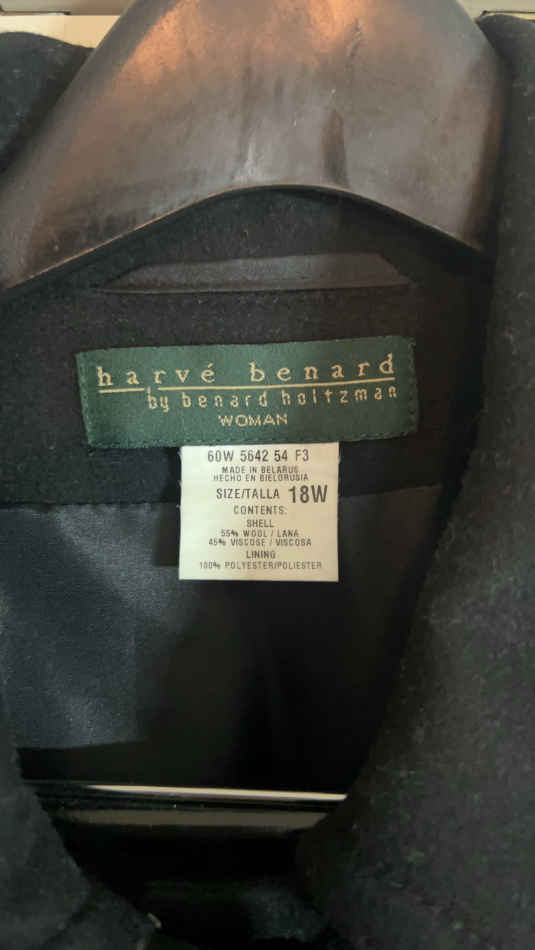 harvé benard
by benard holtzman
WOMAN
60W 5642 54 F3
MADE IN BELARUS
HECHO EN BIELORUSIA
SIZE/TALLA 18W
CONTENTS:
SHELL
55% WOOL / LANA
45% VISCOSE / VISCOSA
LINING
100% POLYESTER/POLIESTER